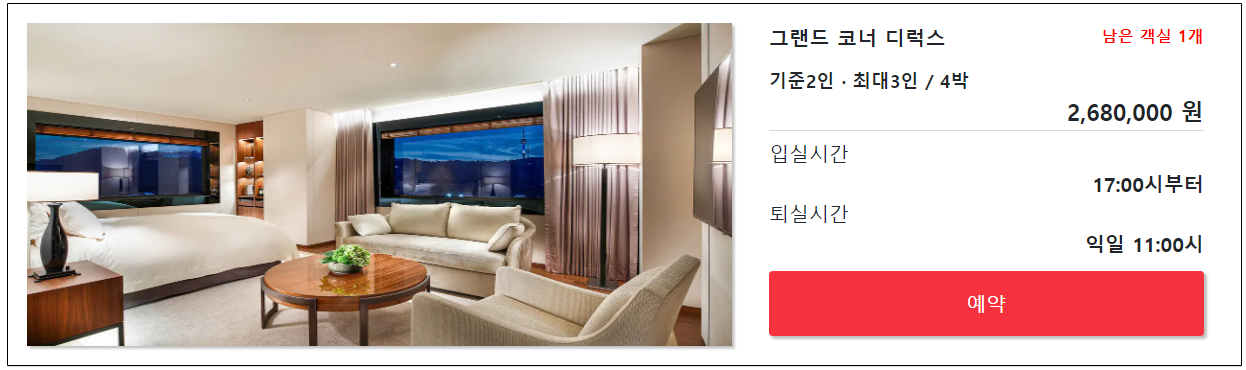 그랜드 코너 디럭스 남은 객실 1개
기준2인 · 최대3인 / 4박
2,680,000 원
입실시간
17:00시부터
퇴실시간
익일 11:00시
예약